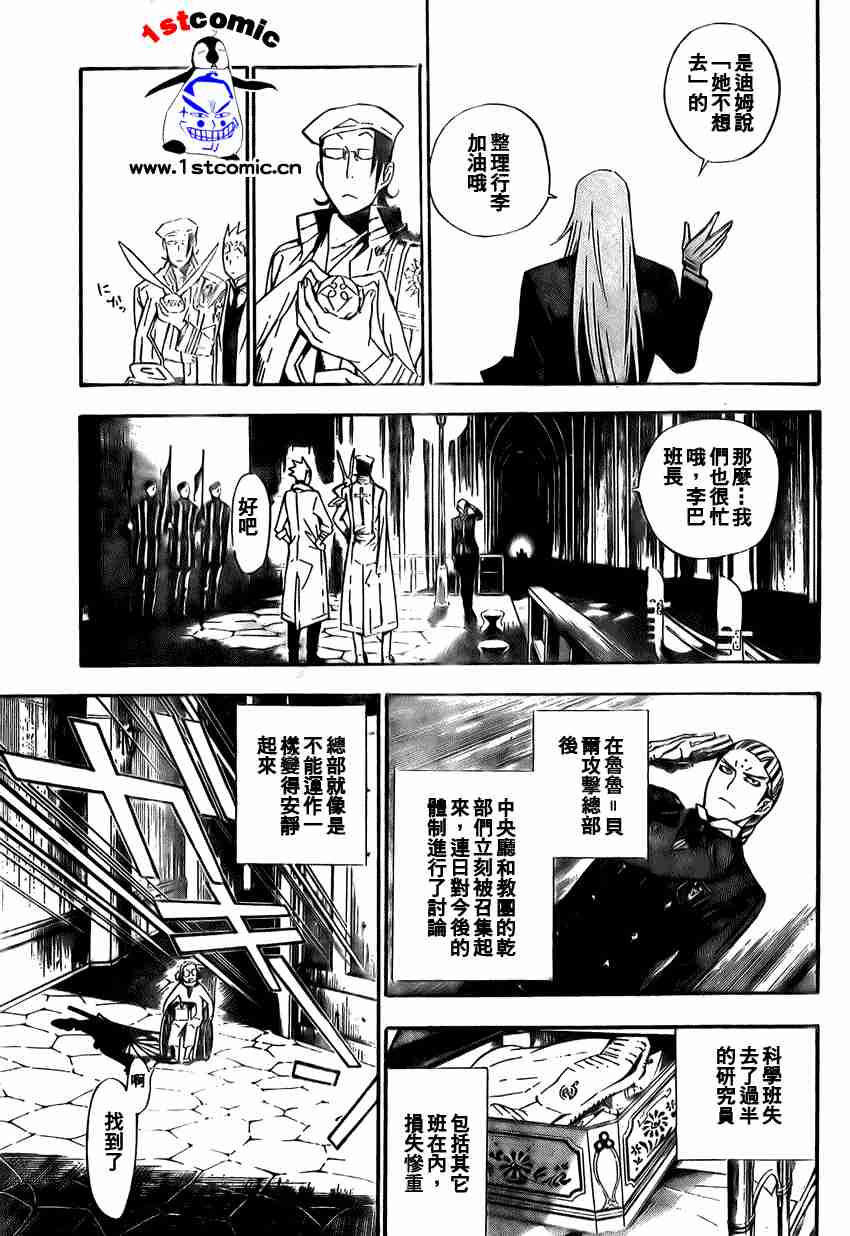 1stcomic
www.1stcomic.cn
是迪姆說
「她不想
去」的
整理行李
加油哦
にゃっ
那麼…我
們也很忙
哦，李巴
班長
好吧
在魯魯＝貝
爾攻擊總部
後
中央廳和教團的乾
部們立刻被召集起
來，連日對今後的
體制進行了討論
總部就像是
不能運作一
樣變得安靜
起來
科學班失
去了過半
的研究員
包括其它
班在內，
損失慘重
啊
找到了